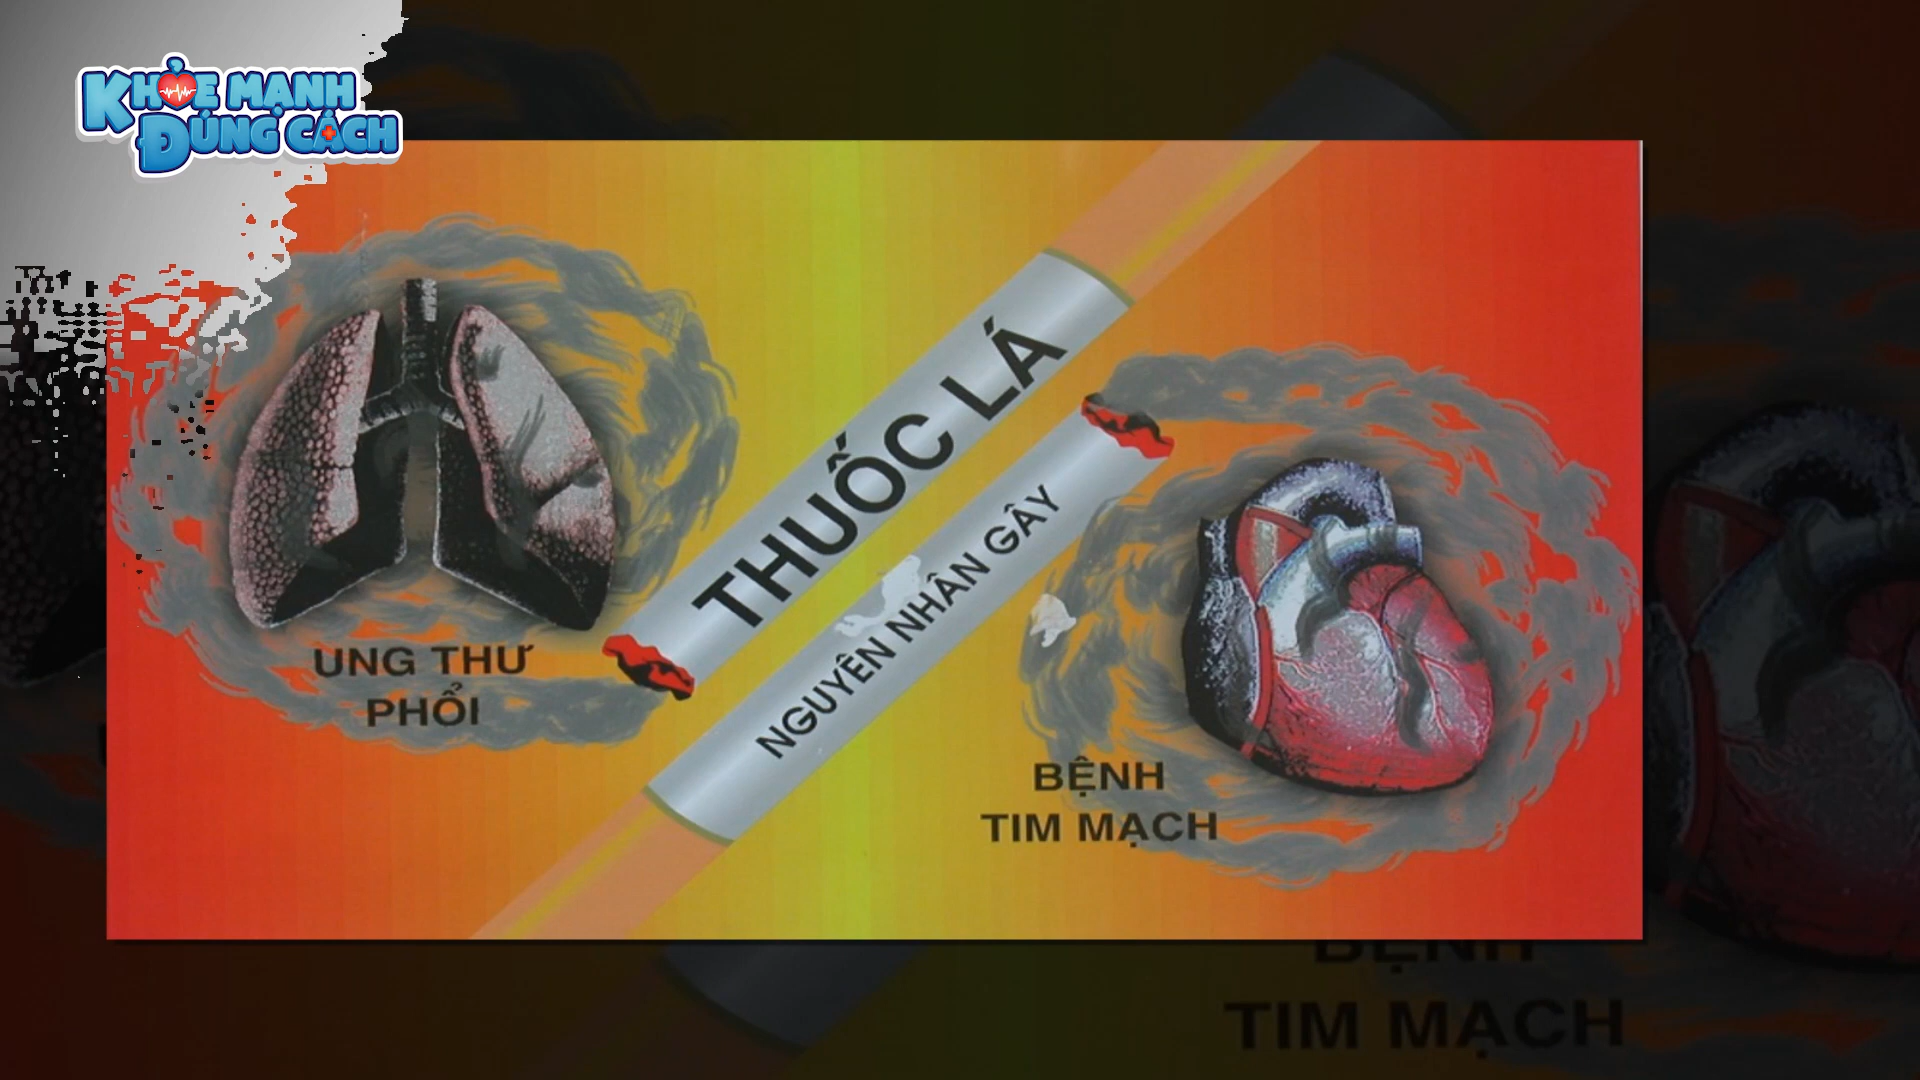 KHỎE MẠNH
ĐÚNG CÁCH
THUỐC LÁ
NGUYÊN NHÂN GÂY
UNG THƯ
PHỔI
BỆNH
TIM MẠCH
BỆNH
TIM MẠCH